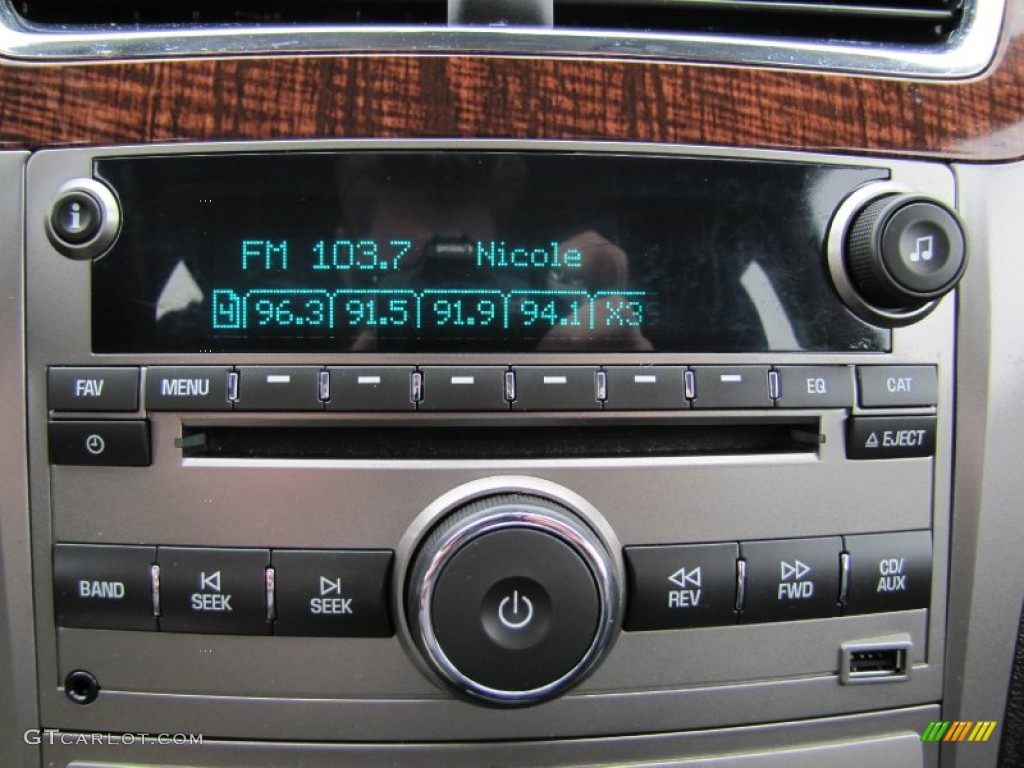 i
FM 103.7 Nicole
4 96.3 91.5 91.9 94.1 X3
FAV MENU EQ CAT
EJECT
BAND SEEK SEEK REV FWD CD/
AUX
GTCARLOT.COM